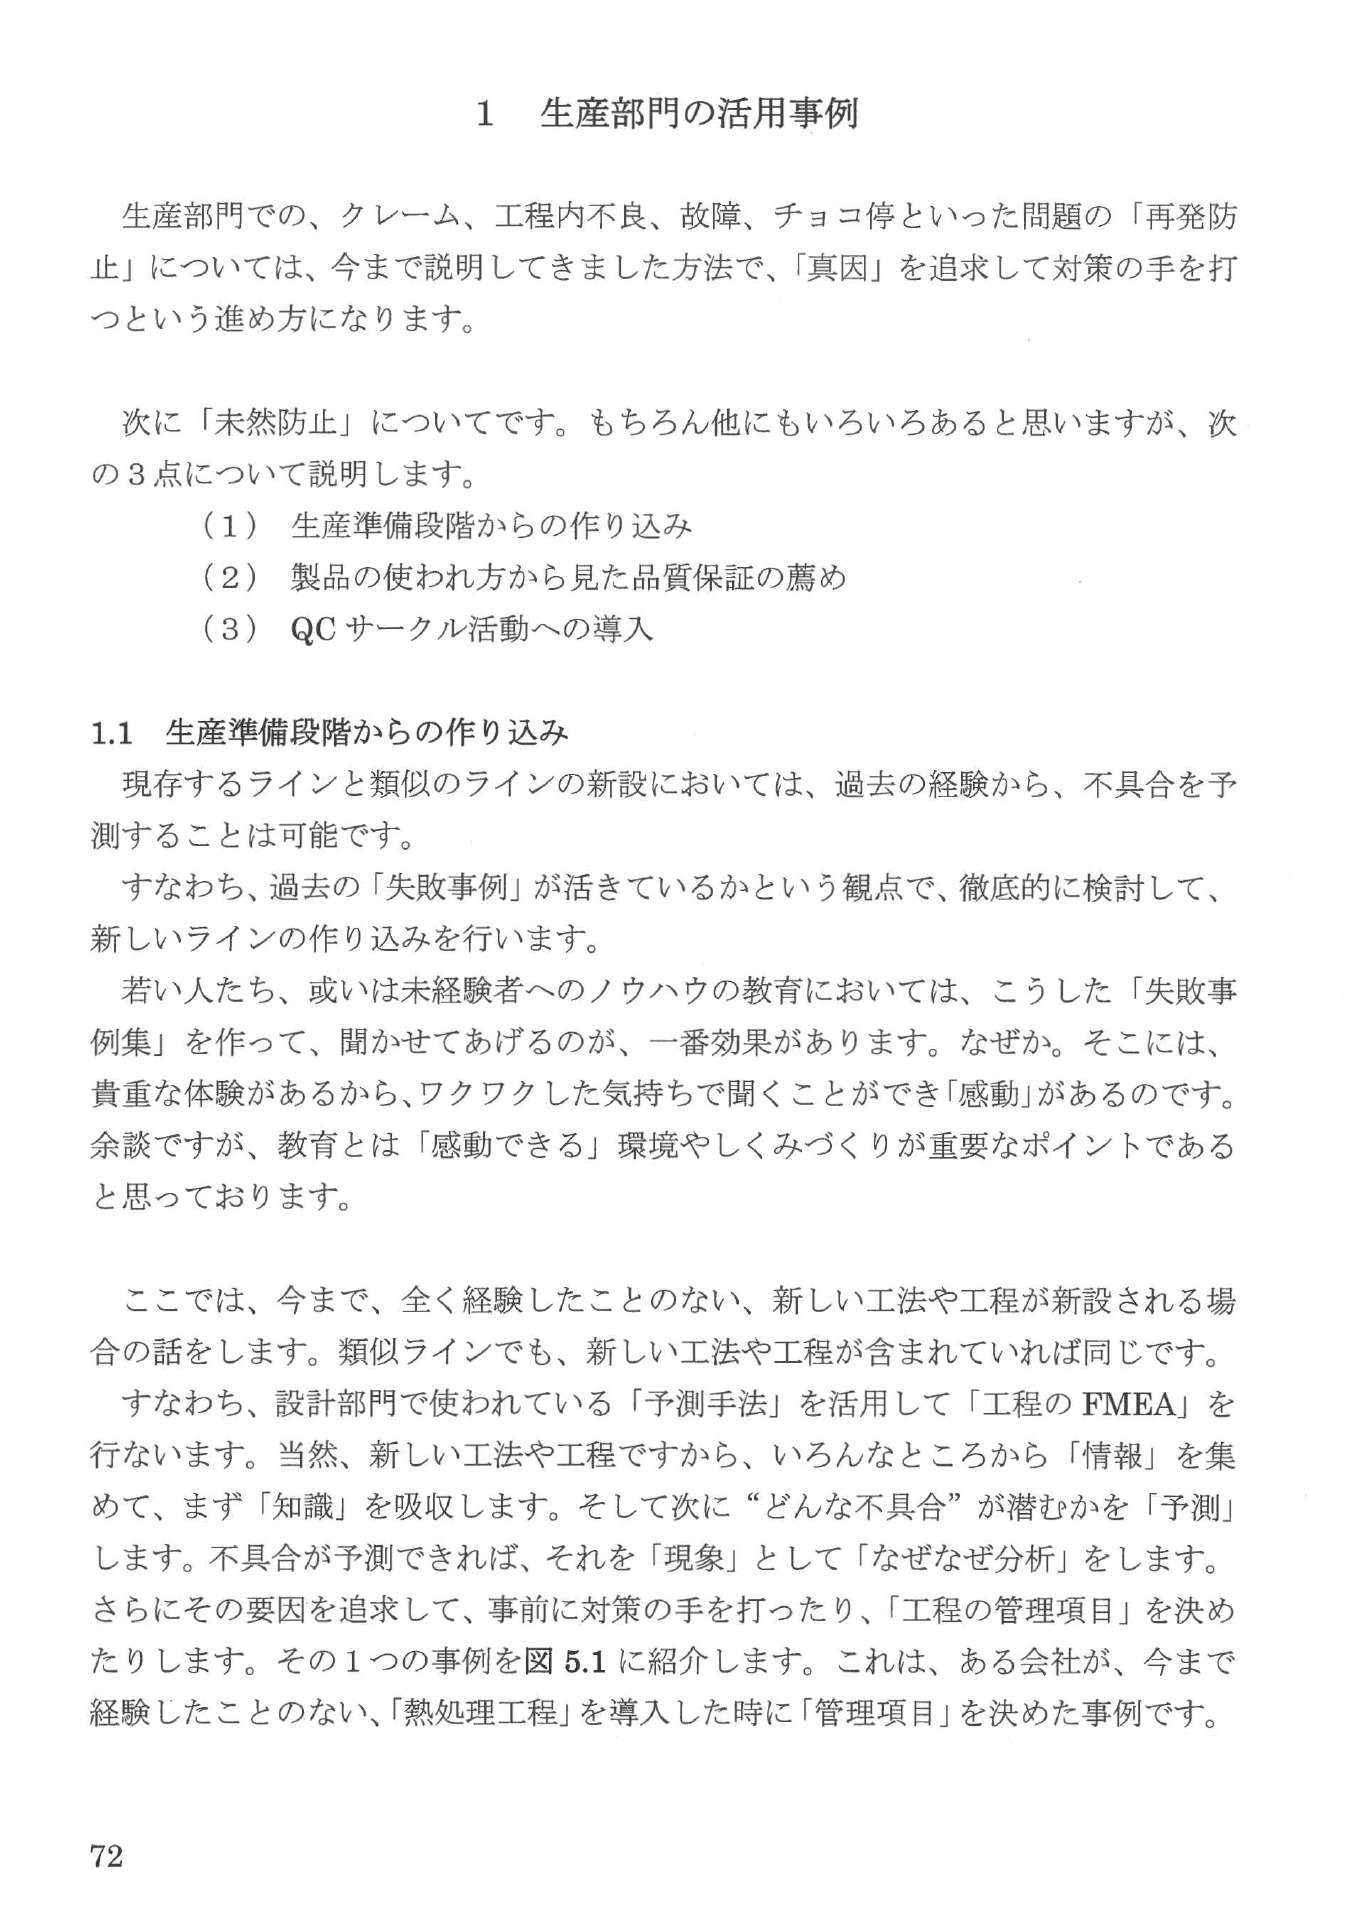 1　生産部門の活用事例
生産部門での、クレーム、工程内不良、故障、チョコ停といった問題の「再発防
止」については、今まで説明してきました方法で、「真因」を追求して対策の手を打
つという進め方になります。
次に「未然防止」についてです。もちろん他にもいろいろあると思いますが、次
の3点について説明します。
（1）　生産準備段階からの作り込み
（2）　製品の使われ方から見た品質保証の薦め
（3）　QCサークル活動への導入
1.1　生産準備段階からの作り込み
現存するラインと類似のラインの新設においては、過去の経験から、不具合を予
測することは可能です。
すなわち、過去の「失敗事例」が活きているかという観点で、徹底的に検討して、
新しいラインの作り込みを行います。
若い人たち、或いは未経験者へのノウハウの教育においては、こうした「失敗事
例集」を作って、聞かせてあげるのが、一番効果があります。なぜか。そこには、
貴重な体験があるから、ワクワクした気持ちで聞くことができ「感動」があるのです。
余談ですが、教育とは「感動できる」環境やしくみづくりが重要なポイントである
と思っております。
ここでは、今まで、全く経験したことのない、新しい工法や工程が新設される場
合の話をします。類似ラインでも、新しい工法や工程が含まれていれば同じです。
すなわち、設計部門で使われている「予測手法」を活用して「工程のFMEA」を
行ないます。当然、新しい工法や工程ですから、いろんなところから「情報」を集
めて、まず「知識」を吸収します。そして次に“どんな不具合”が潜むかを「予測」
します。不具合が予測できれば、それを「現象」として「なぜなぜ分析」をします。
さらにその要因を追求して、事前に対策の手を打ったり、「工程の管理項目」を決め
たりします。その1つの事例を図5.1に紹介します。これは、ある会社が、今まで
経験したことのない、「熱処理工程」を導入した時に「管理項目」を決めた事例です。
72